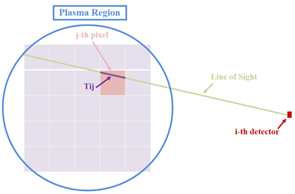 Plasma Region
j-th pixel
Line of Sight
Tij
i-th detector